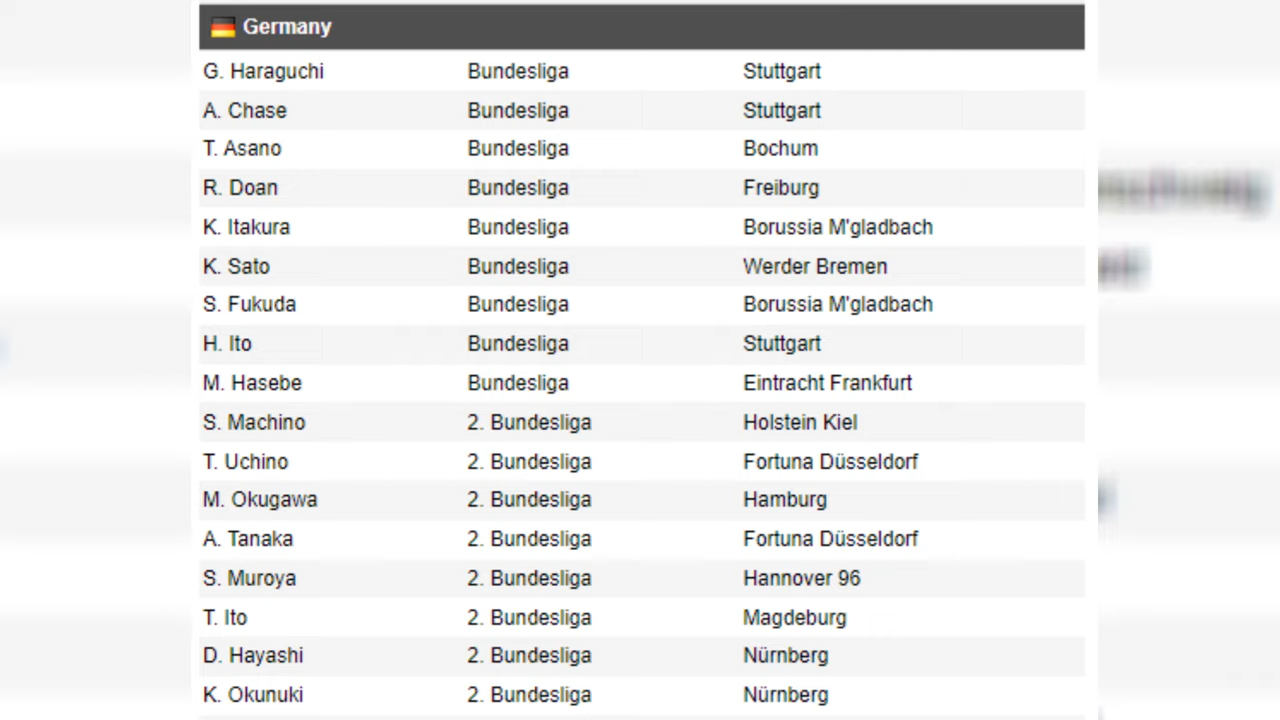 Germany
G. Haraguchi Bundesliga Stuttgart
A. Chase Bundesliga Stuttgart
T. Asano Bundesliga Bochum
R. Doan Bundesliga Freiburg
K. Itakura Bundesliga Borussia M'gladbach
K. Sato Bundesliga Werder Bremen
S. Fukuda Bundesliga Borussia M'gladbach
H. Ito Bundesliga Stuttgart
M. Hasebe Bundesliga Eintracht Frankfurt
S. Machino 2. Bundesliga Holstein Kiel
T. Uchino 2. Bundesliga Fortuna Düsseldorf
M. Okugawa 2. Bundesliga Hamburg
A. Tanaka 2. Bundesliga Fortuna Düsseldorf
S. Muroya 2. Bundesliga Hannover 96
T. Ito 2. Bundesliga Magdeburg
D. Hayashi 2. Bundesliga Nürnberg
K. Okunuki 2. Bundesliga Nürnberg